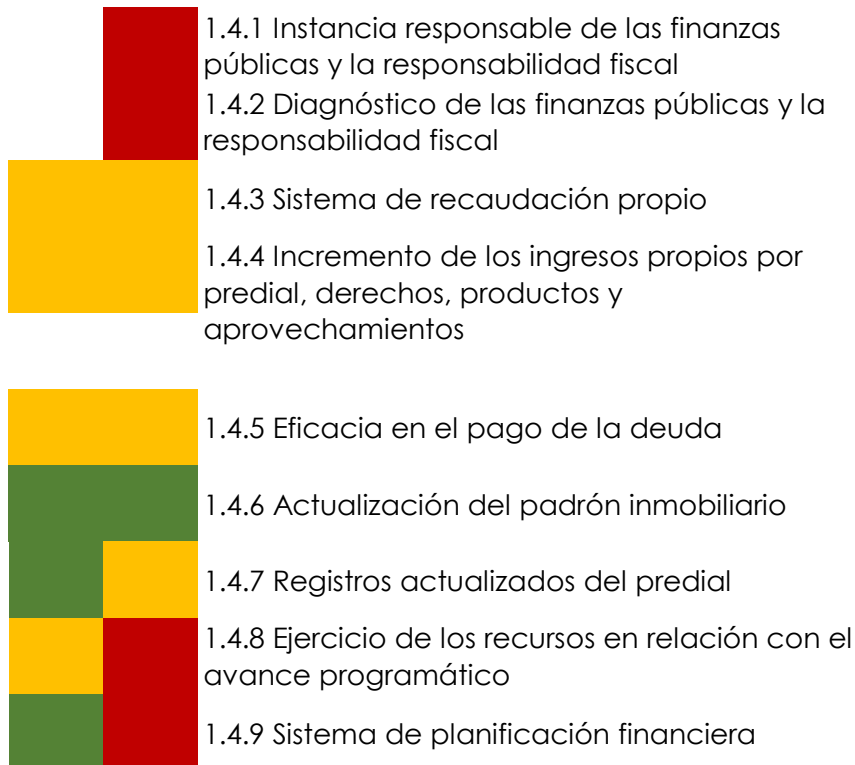 1.4.1 Instancia responsable de las finanzas
públicas y la responsabilidad fiscal
1.4.2 Diagnóstico de las finanzas públicas y la
responsabilidad fiscal
1.4.3 Sistema de recaudación propio
1.4.4 Incremento de los ingresos propios por
predial, derechos, productos y
aprovechamientos
1.4.5 Eficacia en el pago de la deuda
1.4.6 Actualización del padrón inmobiliario
1.4.7 Registros actualizados del predial
1.4.8 Ejercicio de los recursos en relación con el
avance programático
1.4.9 Sistema de planificación financiera